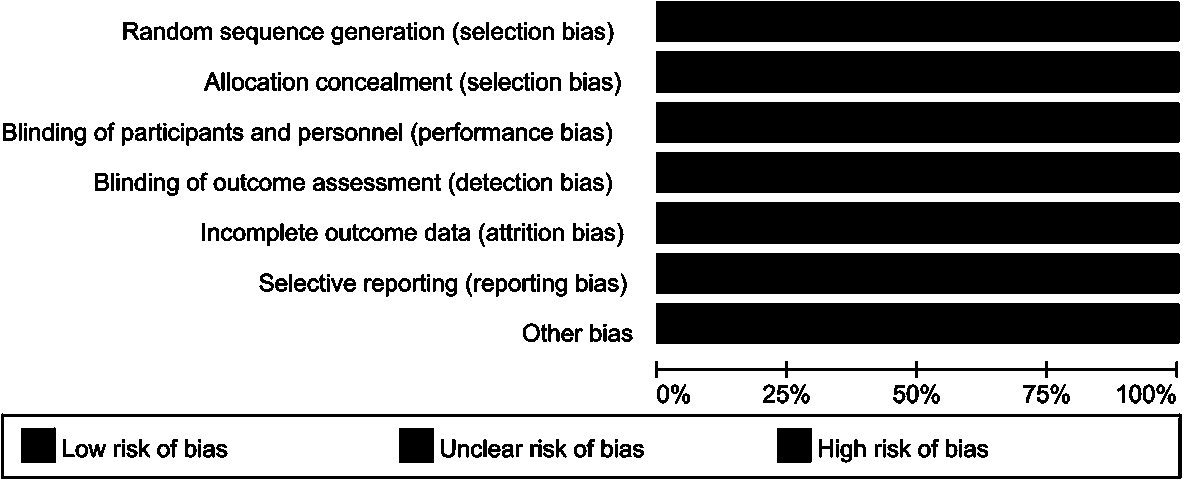 Random sequence generation (selection bias)
Allocation concealment (selection bias)
Blinding of participants and personnel (performance bias)
Blinding of outcome assessment (detection bias)
Incomplete outcome data (attrition bias)
Selective reporting (reporting bias)
Other bias
0% 25% 50% 75% 100%
Low risk of bias Unclear risk of bias High risk of bias